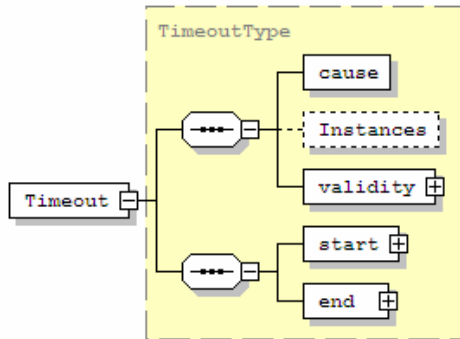 TimeoutType
cause
Instances
validity
Timeout
start
end